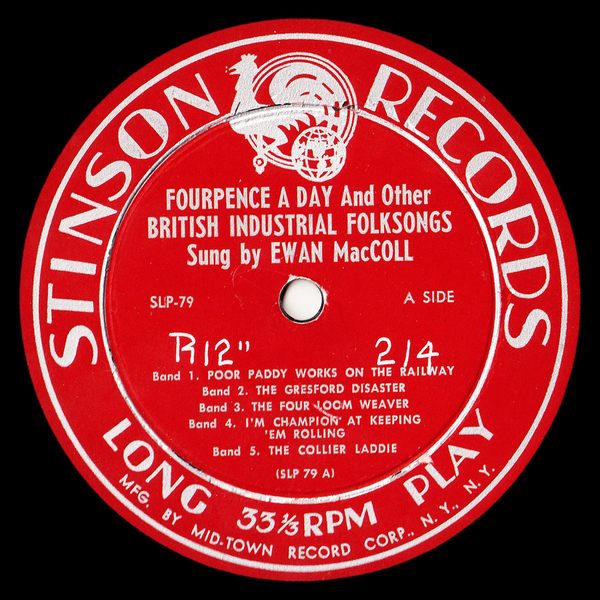 STINSON RECORDS
FOURPENCE A DAY And Other
BRITISH INDUSTRIAL FOLKSONGS
Sung by EWAN MacCOLL
SLP-79 A SIDE
R12" 214
Band 1. POOR PADDY WORKS ON THE RAILWAY
Band 2. THE GRESFORD DISASTER
Band 3. THE FOUR LOOM WEAVER
Band 4. I'M CHAMPION AT KEEPING
'EM ROLLING
Band 5. THE COLLIER LADDIE
(SLP 79 A)
LONG 33⅓ RPM PLAY
MFG. BY MID-TOWN RECORD CORP., N. Y., N. Y.